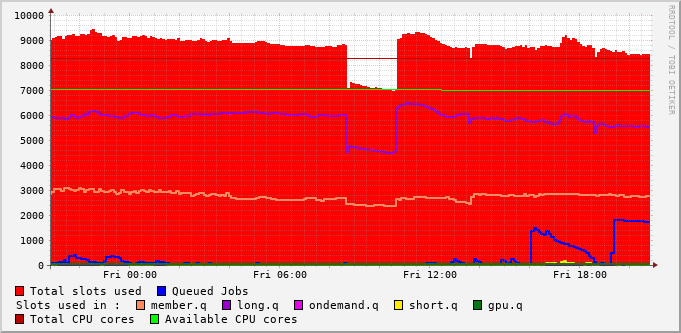 10000
9000
8000
7000
6000
5000
4000
3000
2000
1000
0
Fri 00:00 Fri 06:00 Fri 12:00 Fri 18:00
Total slots used Queued Jobs
Slots used in : member.q long.q ondemand.q short.q gpu.q
Total CPU cores Available CPU cores
RRDTOOL / TOBI OETIKER